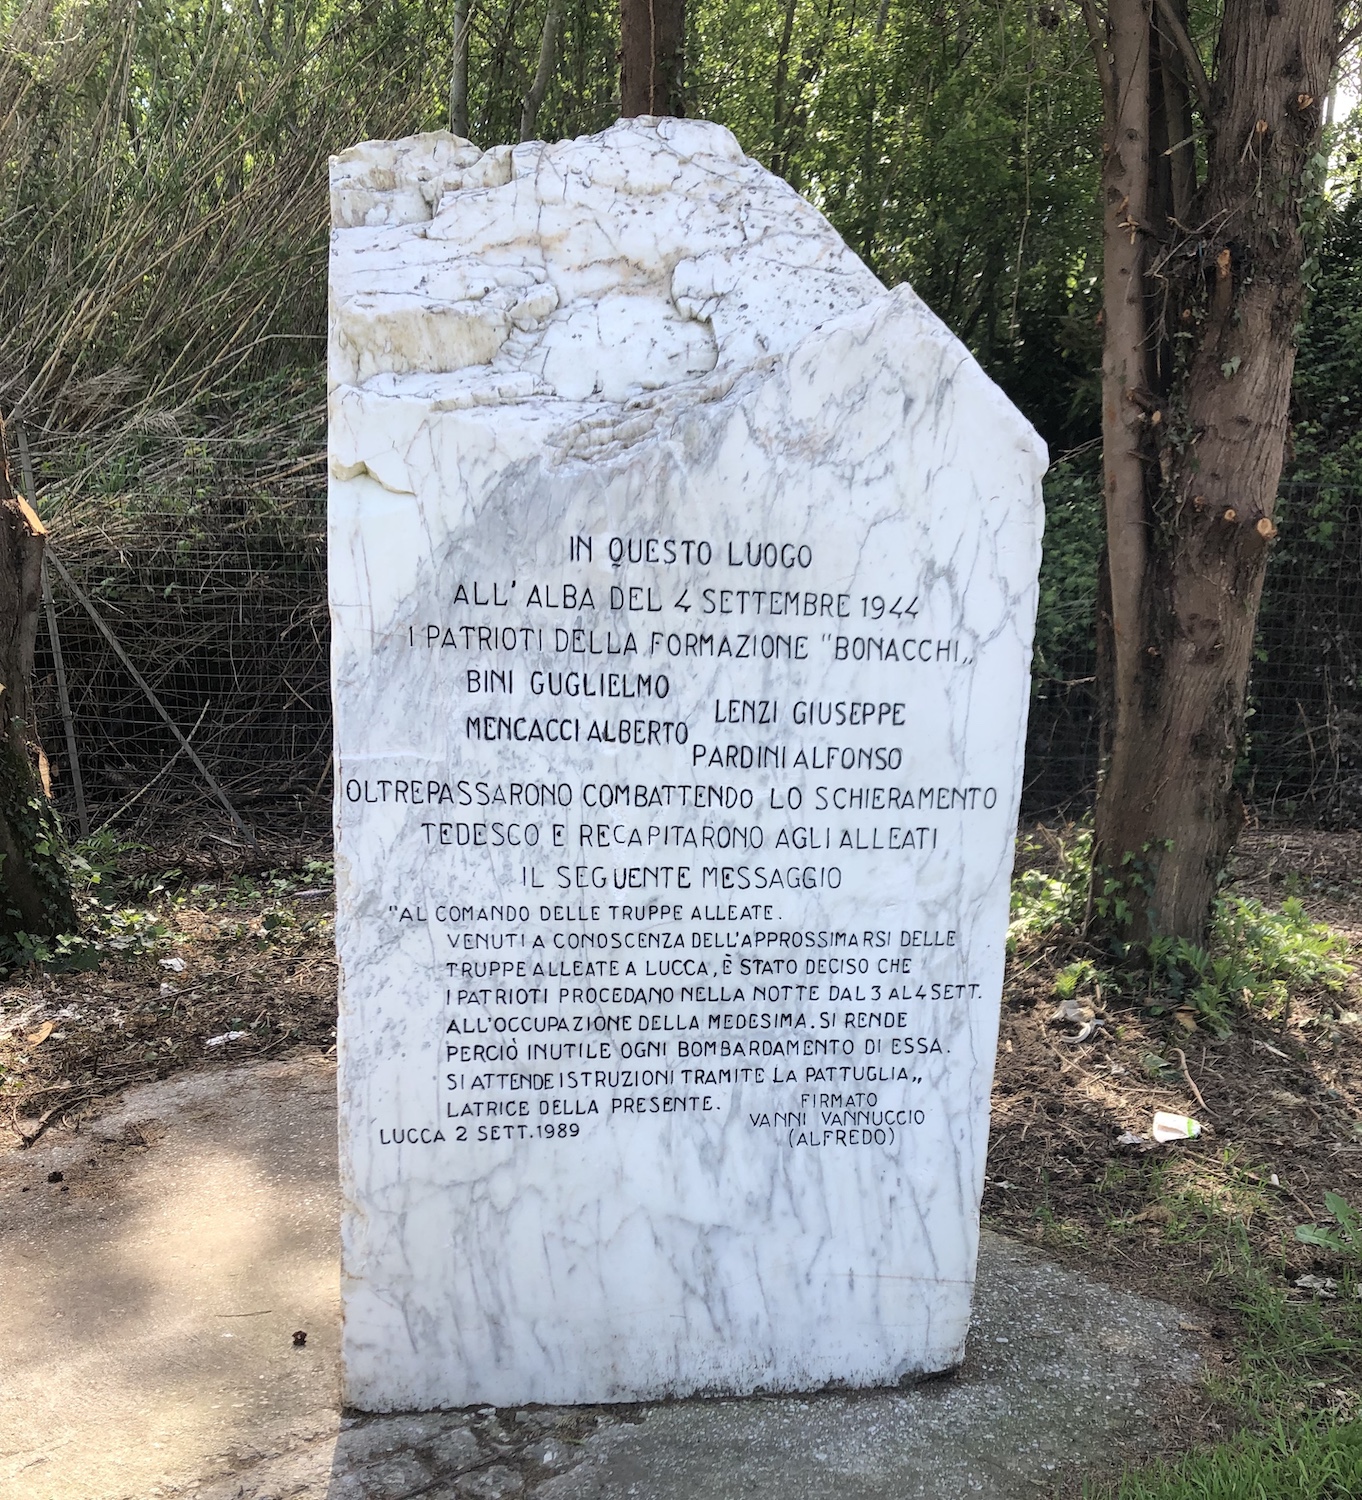 IN QUESTO LUOGO
ALL'ALBA DEL 4 SETTEMBRE 1944
I PATRIOTI DELLA FORMAZIONE "BONACCHI„
BINI GUGLIELMO
LENZI GIUSEPPE
MENCACCI ALBERTO
PARDINI ALFONSO
OLTREPASSARONO COMBATTENDO LO SCHIERAMENTO
TEDESCO E RECAPITARONO AGLI ALLEATI
IL SEGUENTE MESSAGGIO
"AL COMANDO DELLE TRUPPE ALLEATE.
VENUTI A CONOSCENZA DELL'APPROSSIMARSI DELLE
TRUPPE ALLEATE A LUCCA, È STATO DECISO CHE
I PATRIOTI PROCEDANO NELLA NOTTE DAL 3 AL 4 SETT.
ALL'OCCUPAZIONE DELLA MEDESIMA. SI RENDE
PERCIÒ INUTILE OGNI BOMBARDAMENTO DI ESSA.
SI ATTENDE ISTRUZIONI TRAMITE LA PATTUGLIA„
LATRICE DELLA PRESENTE.
FIRMATO
VANNI VANNUCCIO
(ALFREDO)
LUCCA 2 SETT. 1989